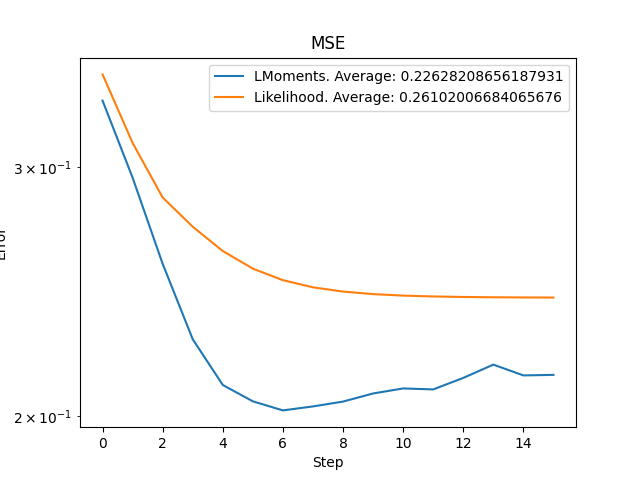 MSE
LMoments. Average: 0.22628208656187931
Likelihood. Average: 0.26102006684065676
3 × 10⁻¹
Error
2 × 10⁻¹
0 2 4 6 8 10 12 14
Step